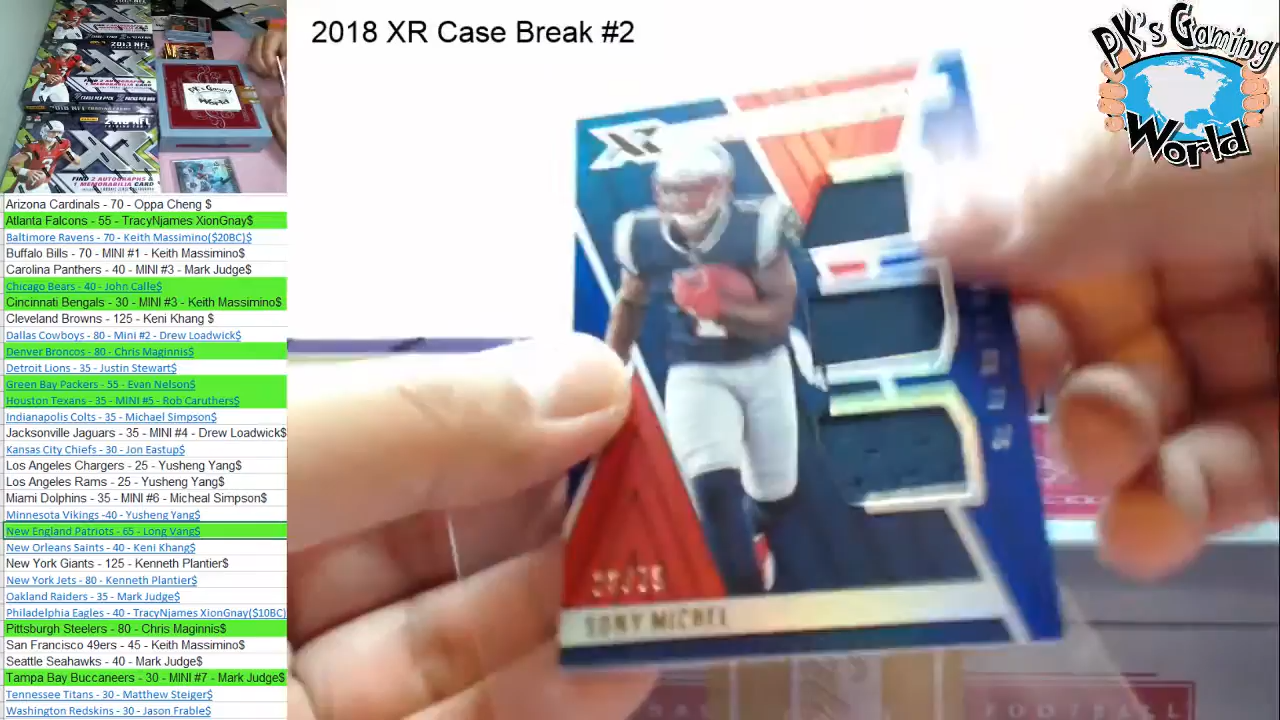 2018 XR Case Break #2
PK's Gaming
World
XR
SONY MICHEL
Arizona Cardinals - 70 - Oppa Cheng $
Atlanta Falcons - 55 - TracyNjames XionGnay$
Baltimore Ravens - 70 - Keith Massimino($20BC)$
Buffalo Bills - 70 - MINI #1 - Keith Massimino$
Carolina Panthers - 40 - MINI #3 - Mark Judge$
Chicago Bears - 40 - John Calle$
Cincinnati Bengals - 30 - MINI #3 - Keith Massimino$
Cleveland Browns - 125 - Keni Khang $
Dallas Cowboys - 80 - Mini #2 - Drew Loadwick$
Denver Broncos - 80 - Chris Maginnis$
Detroit Lions - 35 - Justin Stewart$
Green Bay Packers - 55 - Evan Nelson$
Houston Texans - 35 - MINI #5 - Rob Caruthers$
Indianapolis Colts - 35 - Michael Simpson$
Jacksonville Jaguars - 35 - MINI #4 - Drew Loadwick$
Kansas City Chiefs - 30 - Jon Eastup$
Los Angeles Chargers - 25 - Yusheng Yang$
Los Angeles Rams - 25 - Yusheng Yang$
Miami Dolphins - 35 - MINI #6 - Micheal Simpson$
Minnesota Vikings -40 - Yusheng Yang$
New England Patriots - 65 - Long Vang$
New Orleans Saints - 40 - Keni Khang$
New York Giants - 125 - Kenneth Plantier$
New York Jets - 80 - Kenneth Plantier$
Oakland Raiders - 35 - Mark Judge$
Philadelphia Eagles - 40 - TracyNjames XionGnay($10BC)
Pittsburgh Steelers - 80 - Chris Maginnis$
San Francisco 49ers - 45 - Keith Massimino$
Seattle Seahawks - 40 - Mark Judge$
Tampa Bay Buccaneers - 30 - MINI #7 - Mark Judge$
Tennessee Titans - 30 - Matthew Steiger$
Washington Redskins - 30 - Jason Frable$